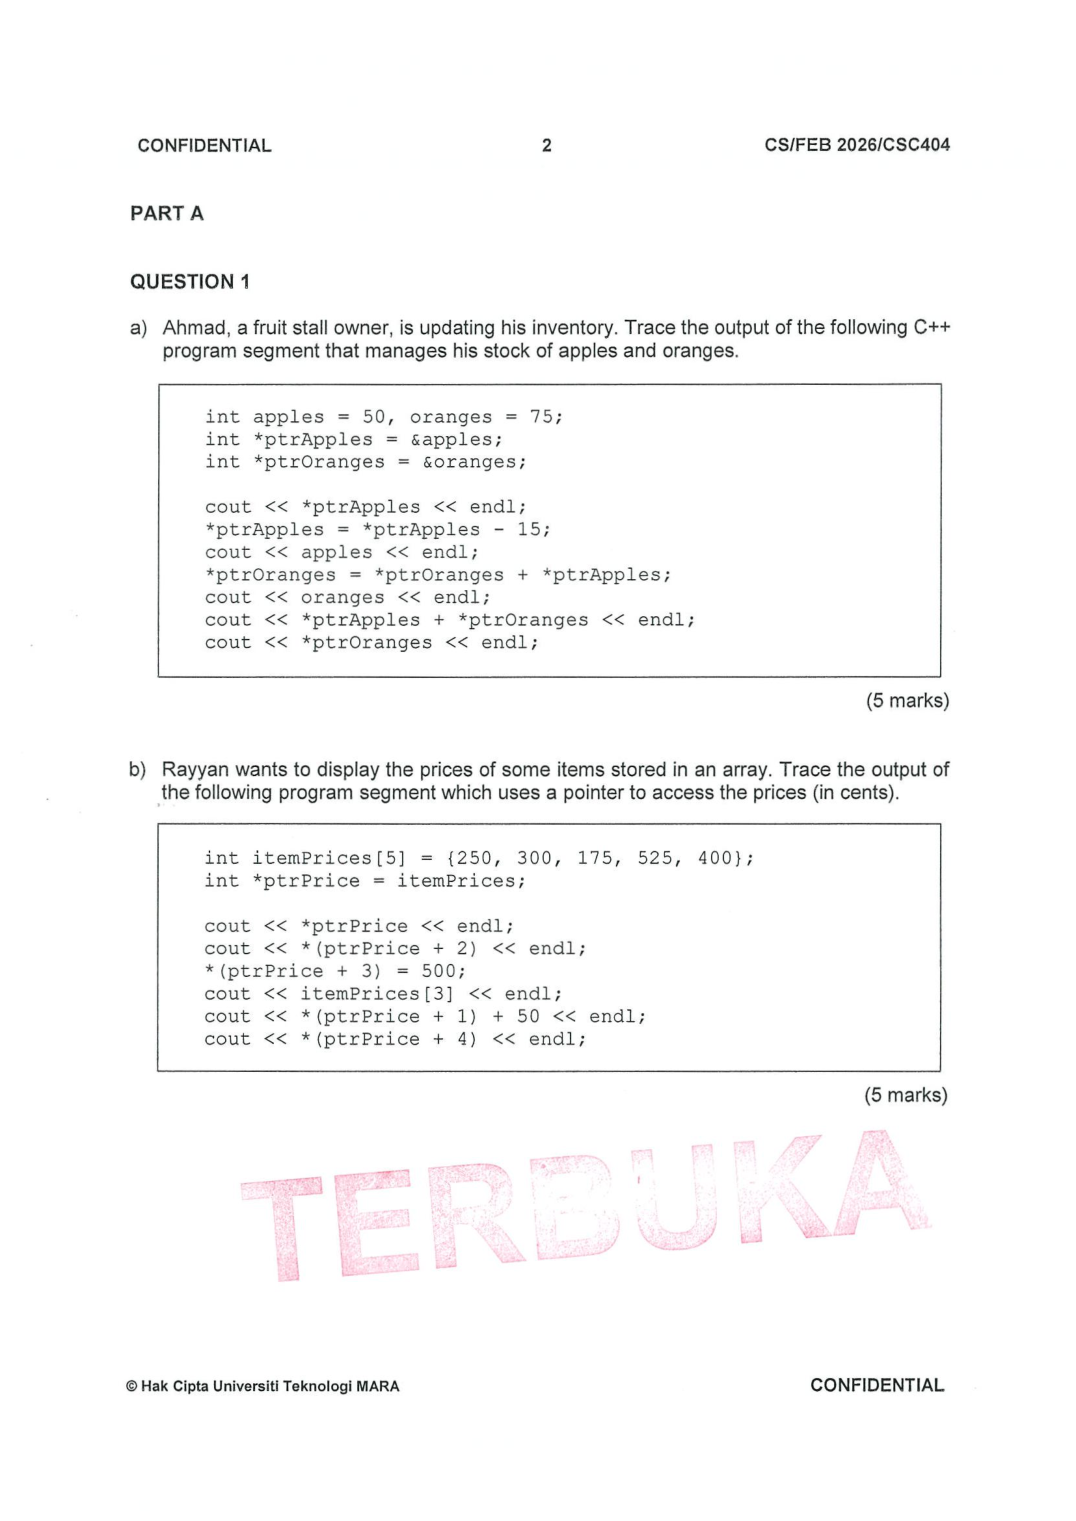 CONFIDENTIAL 2 CS/FEB 2026/CSC404
PART A
QUESTION 1
a) Ahmad, a fruit stall owner, is updating his inventory. Trace the output of the following C++
program segment that manages his stock of apples and oranges.
int apples = 50, oranges = 75;
int *ptrApples = &apples;
int *ptrOranges = &oranges;
cout << *ptrApples << endl;
*ptrApples = *ptrApples - 15;
cout << apples << endl;
*ptrOranges = *ptrOranges + *ptrApples;
cout << oranges << endl;
cout << *ptrApples + *ptrOranges << endl;
cout << *ptrOranges << endl;
(5 marks)
b) Rayyan wants to display the prices of some items stored in an array. Trace the output of
the following program segment which uses a pointer to access the prices (in cents).
int itemPrices[5] = {250, 300, 175, 525, 400};
int *ptrPrice = itemPrices;
cout << *ptrPrice << endl;
cout << *(ptrPrice + 2) << endl;
*(ptrPrice + 3) = 500;
cout << itemPrices[3] << endl;
cout << *(ptrPrice + 1) + 50 << endl;
cout << *(ptrPrice + 4) << endl;
(5 marks)
TERBUKA
© Hak Cipta Universiti Teknologi MARA CONFIDENTIAL